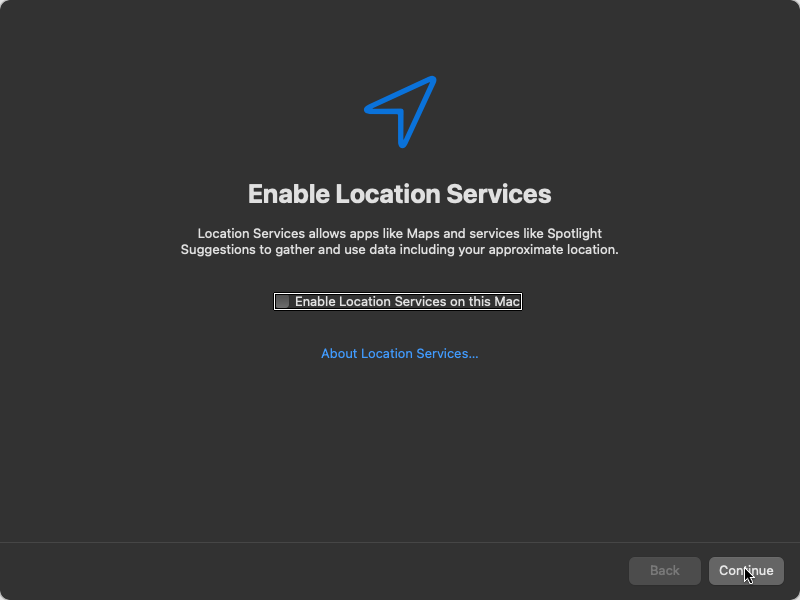 Enable Location Services
Location Services allows apps like Maps and services like Spotlight
Suggestions to gather and use data including your approximate location.
Enable Location Services on this Mac
About Location Services...
Back
Continue